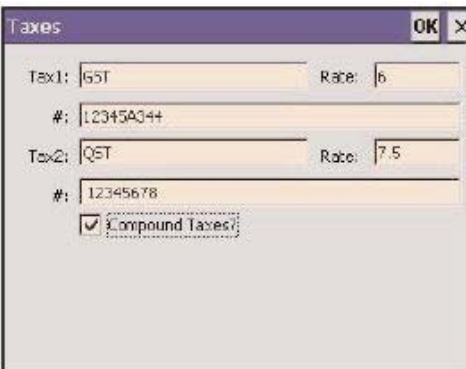 Taxes OK X
Tax1: GST Rate: 6
#: 12345A344
Tax2: QST Rate: 7.5
#: 12345678
Compound Taxes?